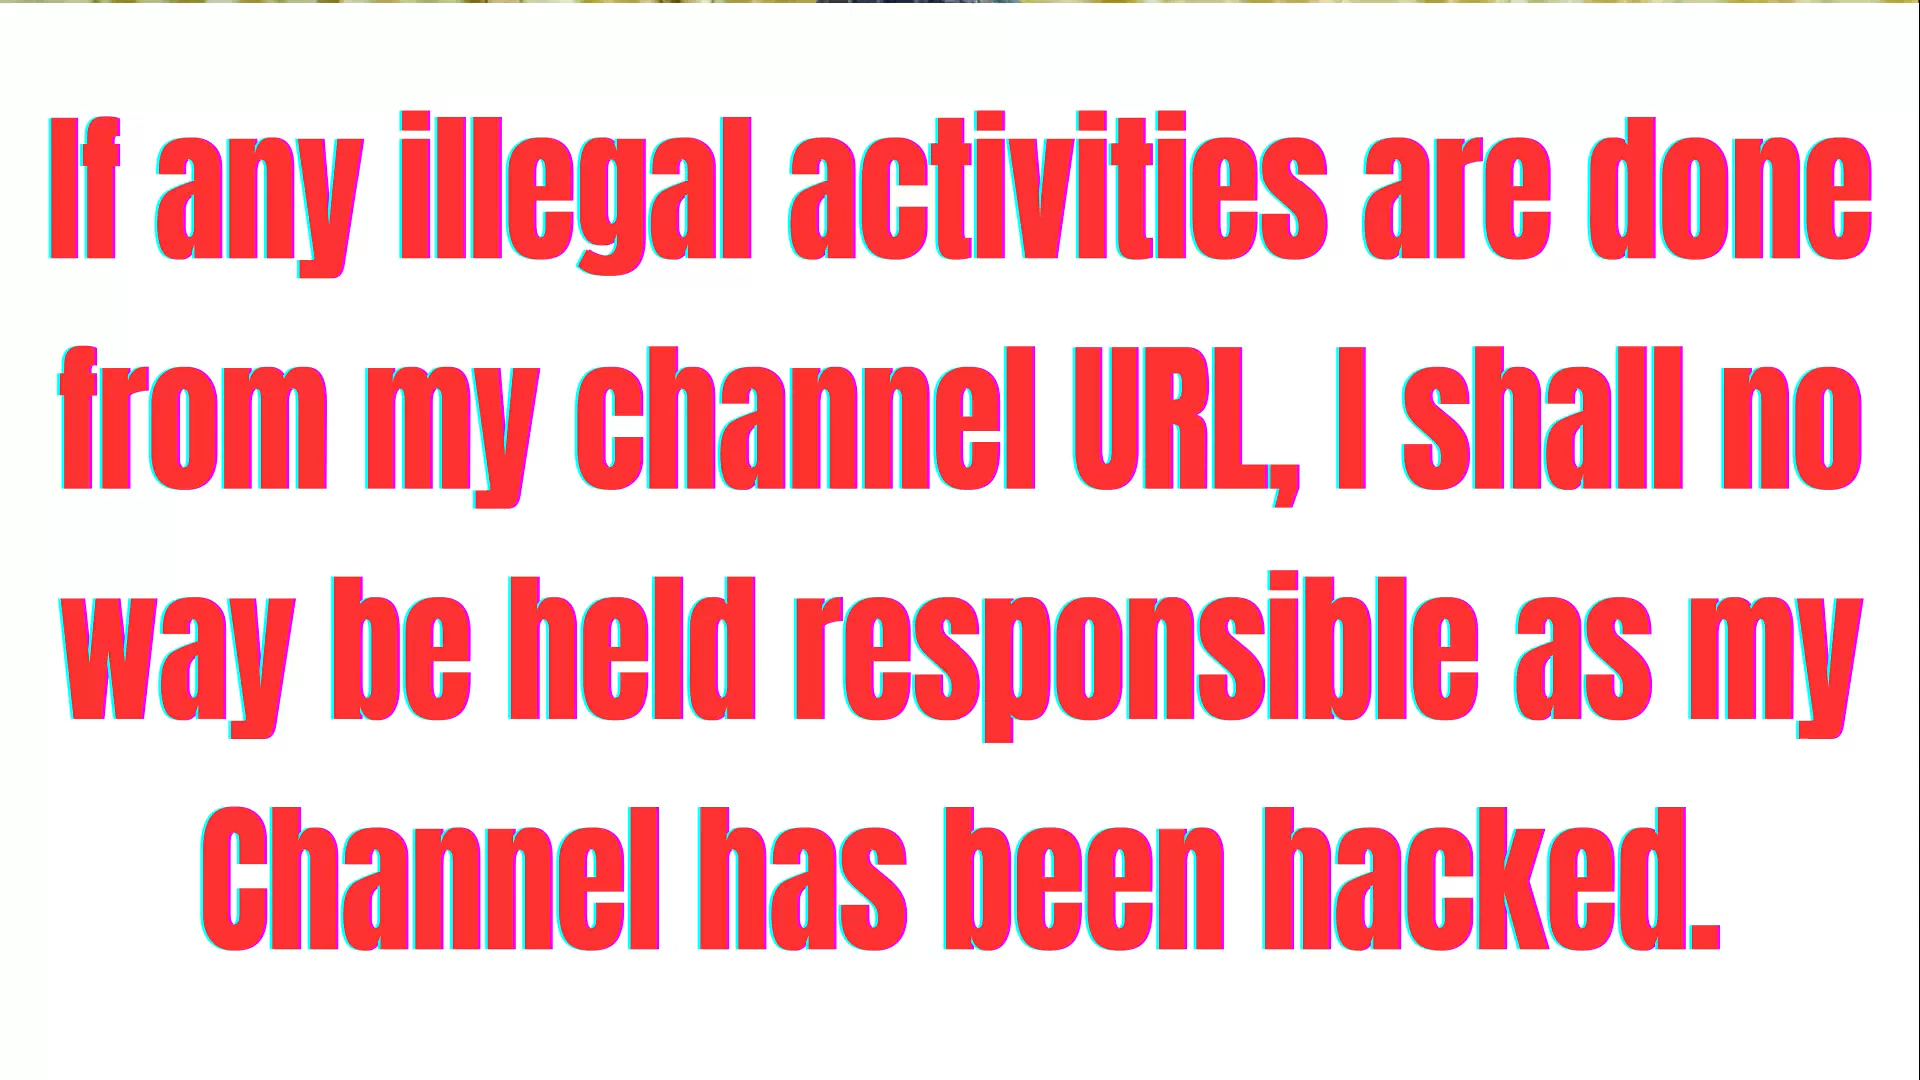 If any illegal activities are done
from my channel URL, I shall no
way be held responsible as my
Channel has been hacked.